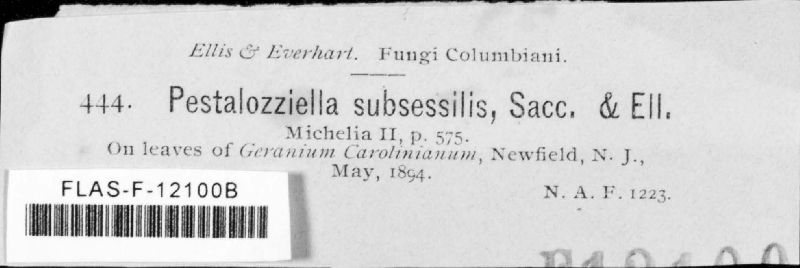 Ellis & Everhart. Fungi Columbiani.
444. Pestalozziella subsessilis, Sacc. & Ell.
Michelia II, p. 575.
On leaves of Geranium Carolinianum, Newfield, N. J.,
May, 1894.
N. A. F. 1223.
FLAS-F-12100B